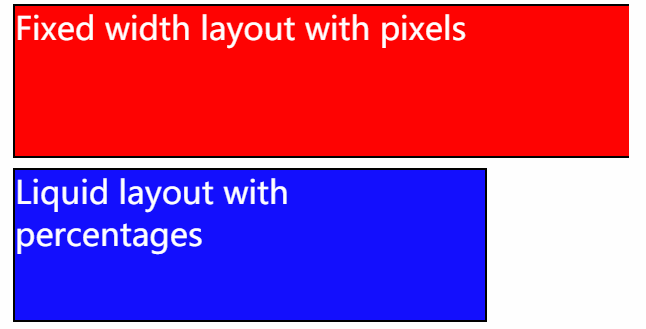 Fixed width layout with pixels
Liquid layout with
percentages